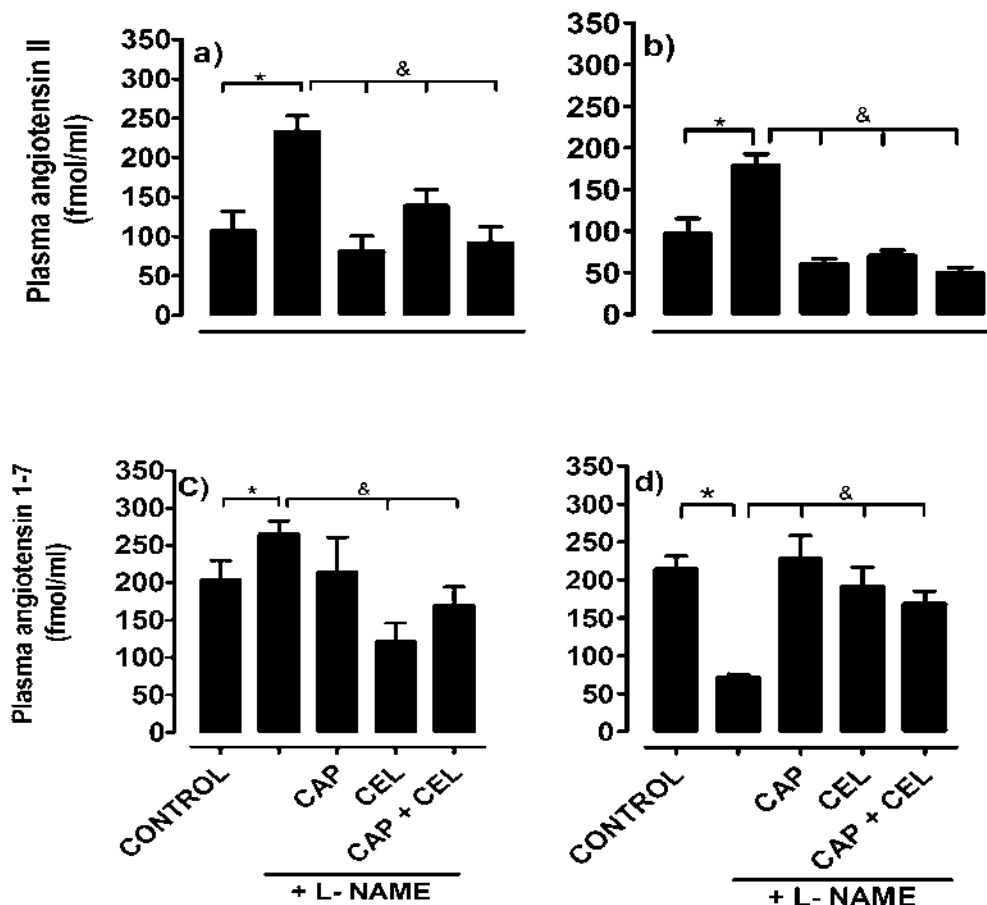 Plasma angiotensin II
(fmol/ml)
a)
350
300
250
200
150
100
50
0
*
&
b)
350
300
250
200
150
100
50
0
*
&
Plasma angiotensin 1-7
(fmol/ml)
c)
350
300
250
200
150
100
50
0
*
&
CONTROL
CAP
CEL
CAP + CEL
+ L- NAME
d)
350
300
250
200
150
100
50
0
*
&
CONTROL
CAP
CEL
CAP + CEL
+ L- NAME